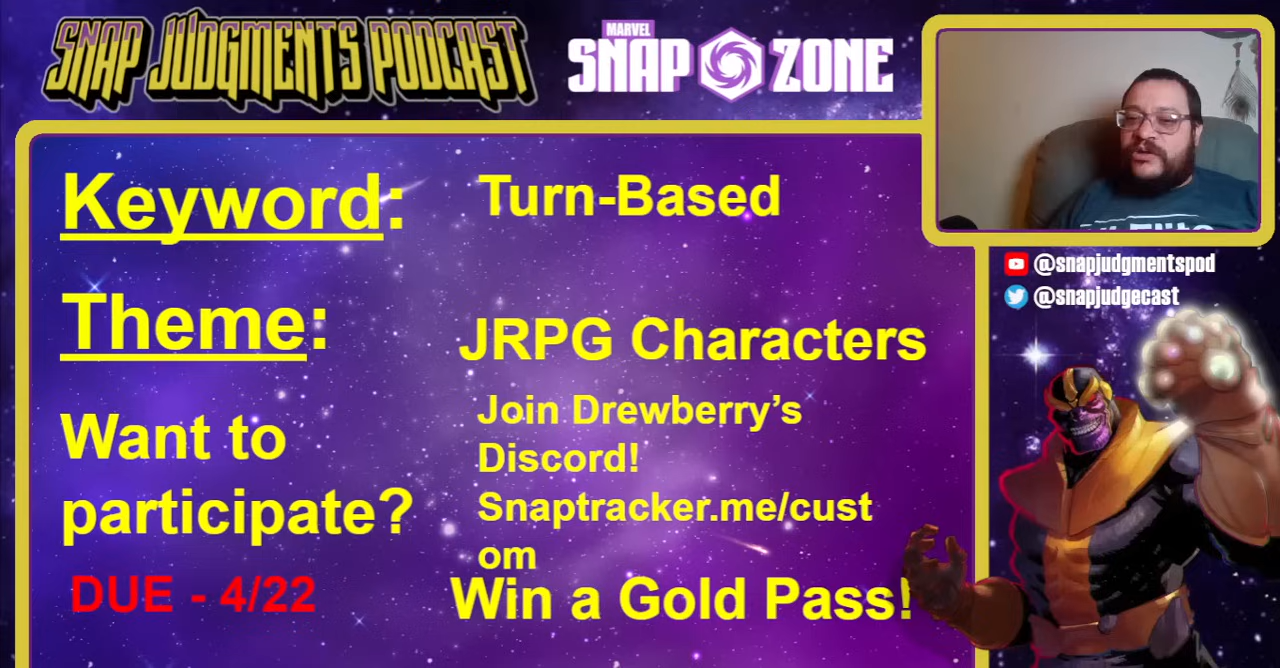 SNAP JUDGMENTS PODCAST
MARVEL
SNAP ZONE
Keyword: Turn-Based
Theme: JRPG Characters
Want to
participate?
Join Drewberry’s
Discord!
Snaptracker.me/cust
om
DUE - 4/22
Win a Gold Pass!
@snapjudgmentspod
@snapjudgecast